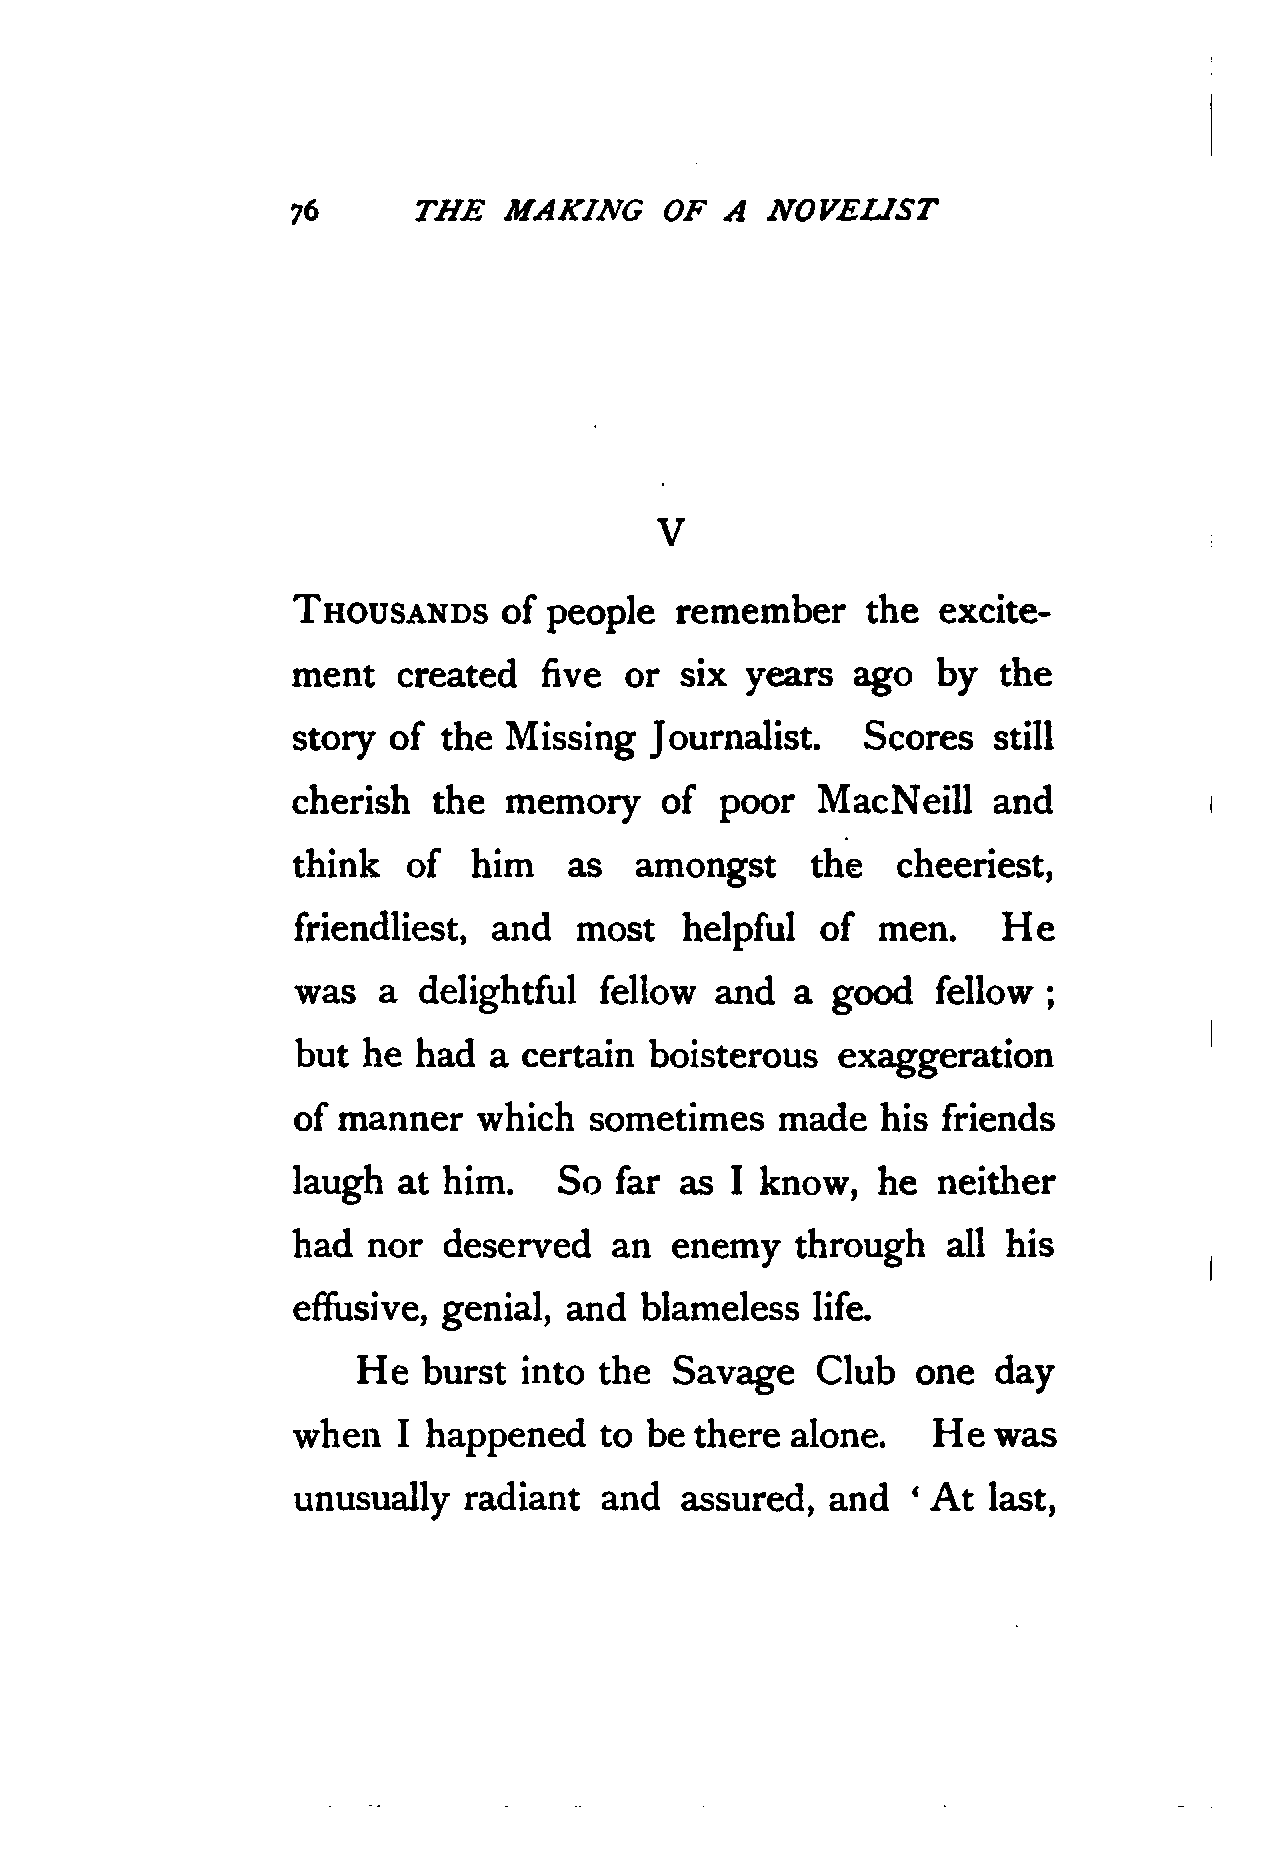 76 THE MAKING OF A NOVELIST
V
THOUSANDS of people remember the excite-
ment created five or six years ago by the
story of the Missing Journalist. Scores still
cherish the memory of poor MacNeill and
think of him as amongst the cheeriest,
friendliest, and most helpful of men. He
was a delightful fellow and a good fellow ;
but he had a certain boisterous exaggeration
of manner which sometimes made his friends
laugh at him. So far as I know, he neither
had nor deserved an enemy through all his
effusive, genial, and blameless life.
He burst into the Savage Club one day
when I happened to be there alone. He was
unusually radiant and assured, and ‘ At last,